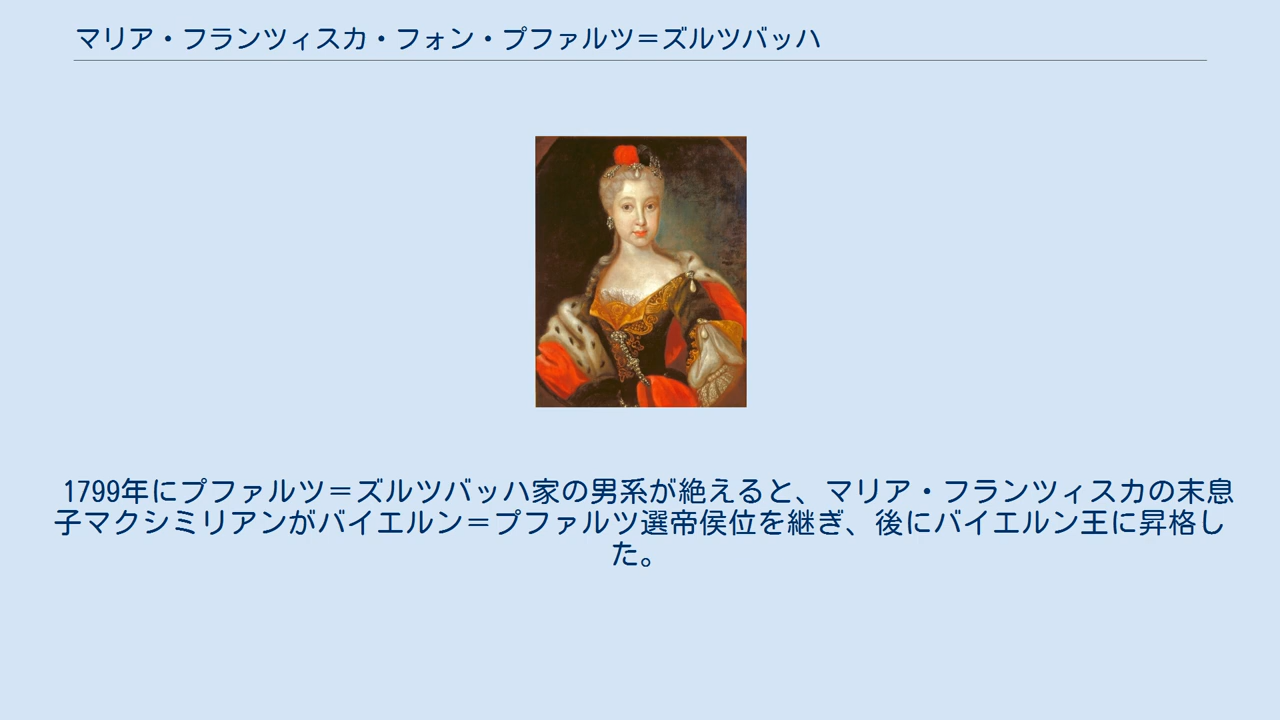 マリア・フランツィスカ・フォン・プファルツ＝ズルツバッハ
1799年にプファルツ＝ズルツバッハ家の男系が絶えると、マリア・フランツィスカの末息
子マクシミリアンがバイエルン＝プファルツ選帝侯位を継ぎ、後にバイエルン王に昇格し
た。